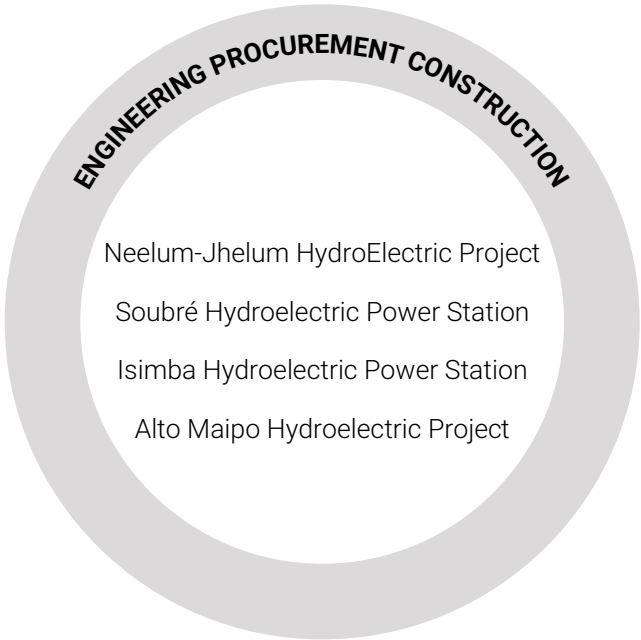 ENGINEERING PROCUREMENT CONSTRUCTION
Neelum-Jhelum HydroElectric Project
Soubré Hydroelectric Power Station
Isimba Hydroelectric Power Station
Alto Maipo Hydroelectric Project